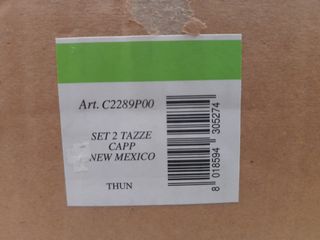 Art. C2289P00
SET 2 TAZZE
CAPP
NEW MEXICO
THUN
8 018594 305274